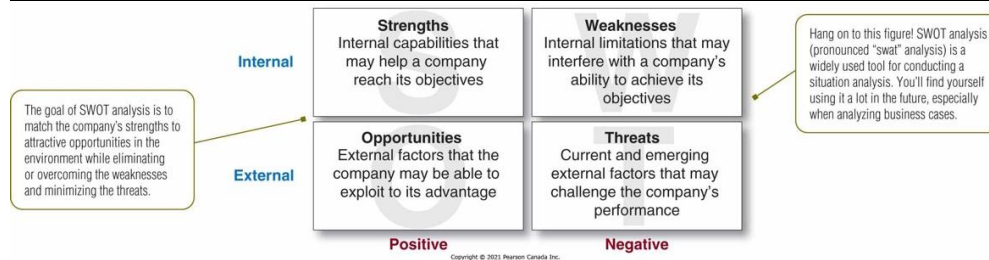 Strengths
Internal capabilities that
may help a company
reach its objectives
Weaknesses
Internal limitations that may
interfere with a company's
ability to achieve its
objectives
Hang on to this figure! SWOT analysis
(pronounced "swat" analysis) is a
widely used tool for conducting a
situation analysis. You'll find yourself
using it a lot in the future, especially
when analyzing business cases.
Internal
The goal of SWOT analysis is to
match the company's strengths to
attractive opportunities in the
environment while eliminating
or overcoming the weaknesses
and minimizing the threats.
Opportunities
External factors that the
company may be able to
exploit to its advantage
Threats
Current and emerging
external factors that may
challenge the company's
performance
External
Positive
Negative
S
W
O
T
Copyright © 2021 Pearson Canada Inc.